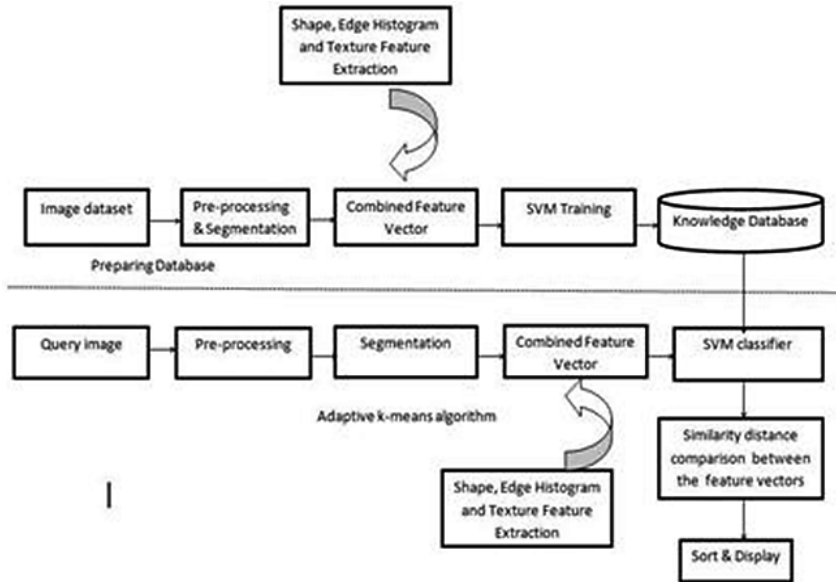 Shape, Edge Histogram
and Texture Feature
Extraction
Image dataset
Pre-processing
& Segmentation
Combined Feature
Vector
SVM Training
Knowledge Database
Preparing Database
Query image
Pre-processing
Segmentation
Combined Feature
Vector
SVM classifier
Adaptive k-means algorithm
Shape, Edge Histogram
and Texture Feature
Extraction
Similarity distance
comparison between
the feature vectors
Sort & Display